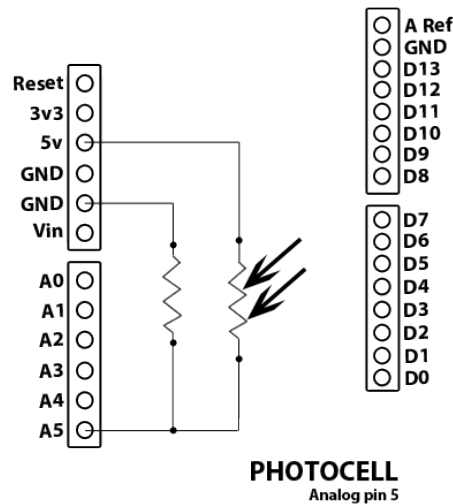 Reset
3v3
5v
GND
GND
Vin
A0
A1
A2
A3
A4
A5
A Ref
GND
D13
D12
D11
D10
D9
D8
D7
D6
D5
D4
D3
D2
D1
D0
PHOTOCELL
Analog pin 5